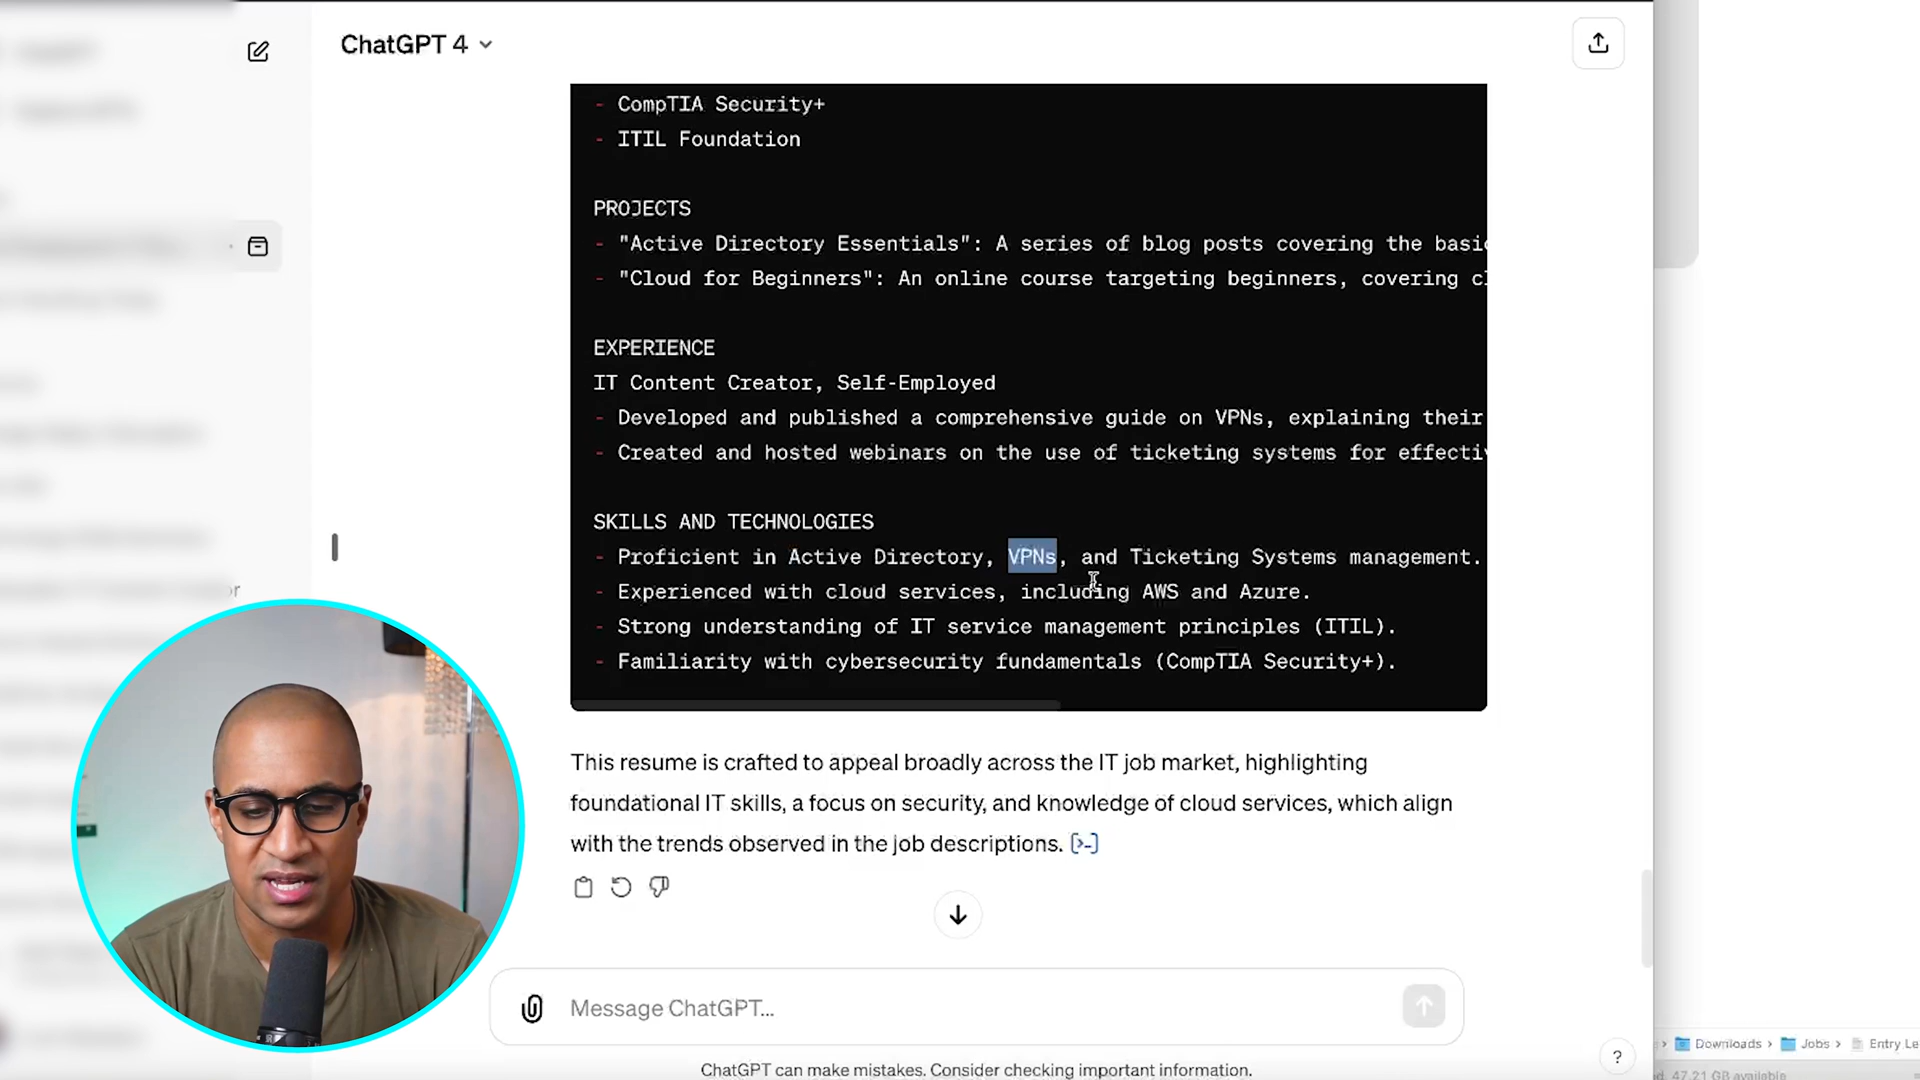 ChatGPT 4
- CompTIA Security+
- ITIL Foundation
PROJECTS
- "Active Directory Essentials": A series of blog posts covering the basic
- "Cloud for Beginners": An online course targeting beginners, covering cl
EXPERIENCE
IT Content Creator, Self-Employed
- Developed and published a comprehensive guide on VPNs, explaining their
- Created and hosted webinars on the use of ticketing systems for effectiv
SKILLS AND TECHNOLOGIES
- Proficient in Active Directory, VPNs, and Ticketing Systems management.
- Experienced with cloud services, including AWS and Azure.
- Strong understanding of IT service management principles (ITIL).
- Familiarity with cybersecurity fundamentals (CompTIA Security+).
This resume is crafted to appeal broadly across the IT job market, highlighting
foundational IT skills, a focus on security, and knowledge of cloud services, which align
with the trends observed in the job descriptions. [>-]
Message ChatGPT...
ChatGPT can make mistakes. Consider checking important information.
?
> Downloads > Jobs > Entry Le
47.21 GB available